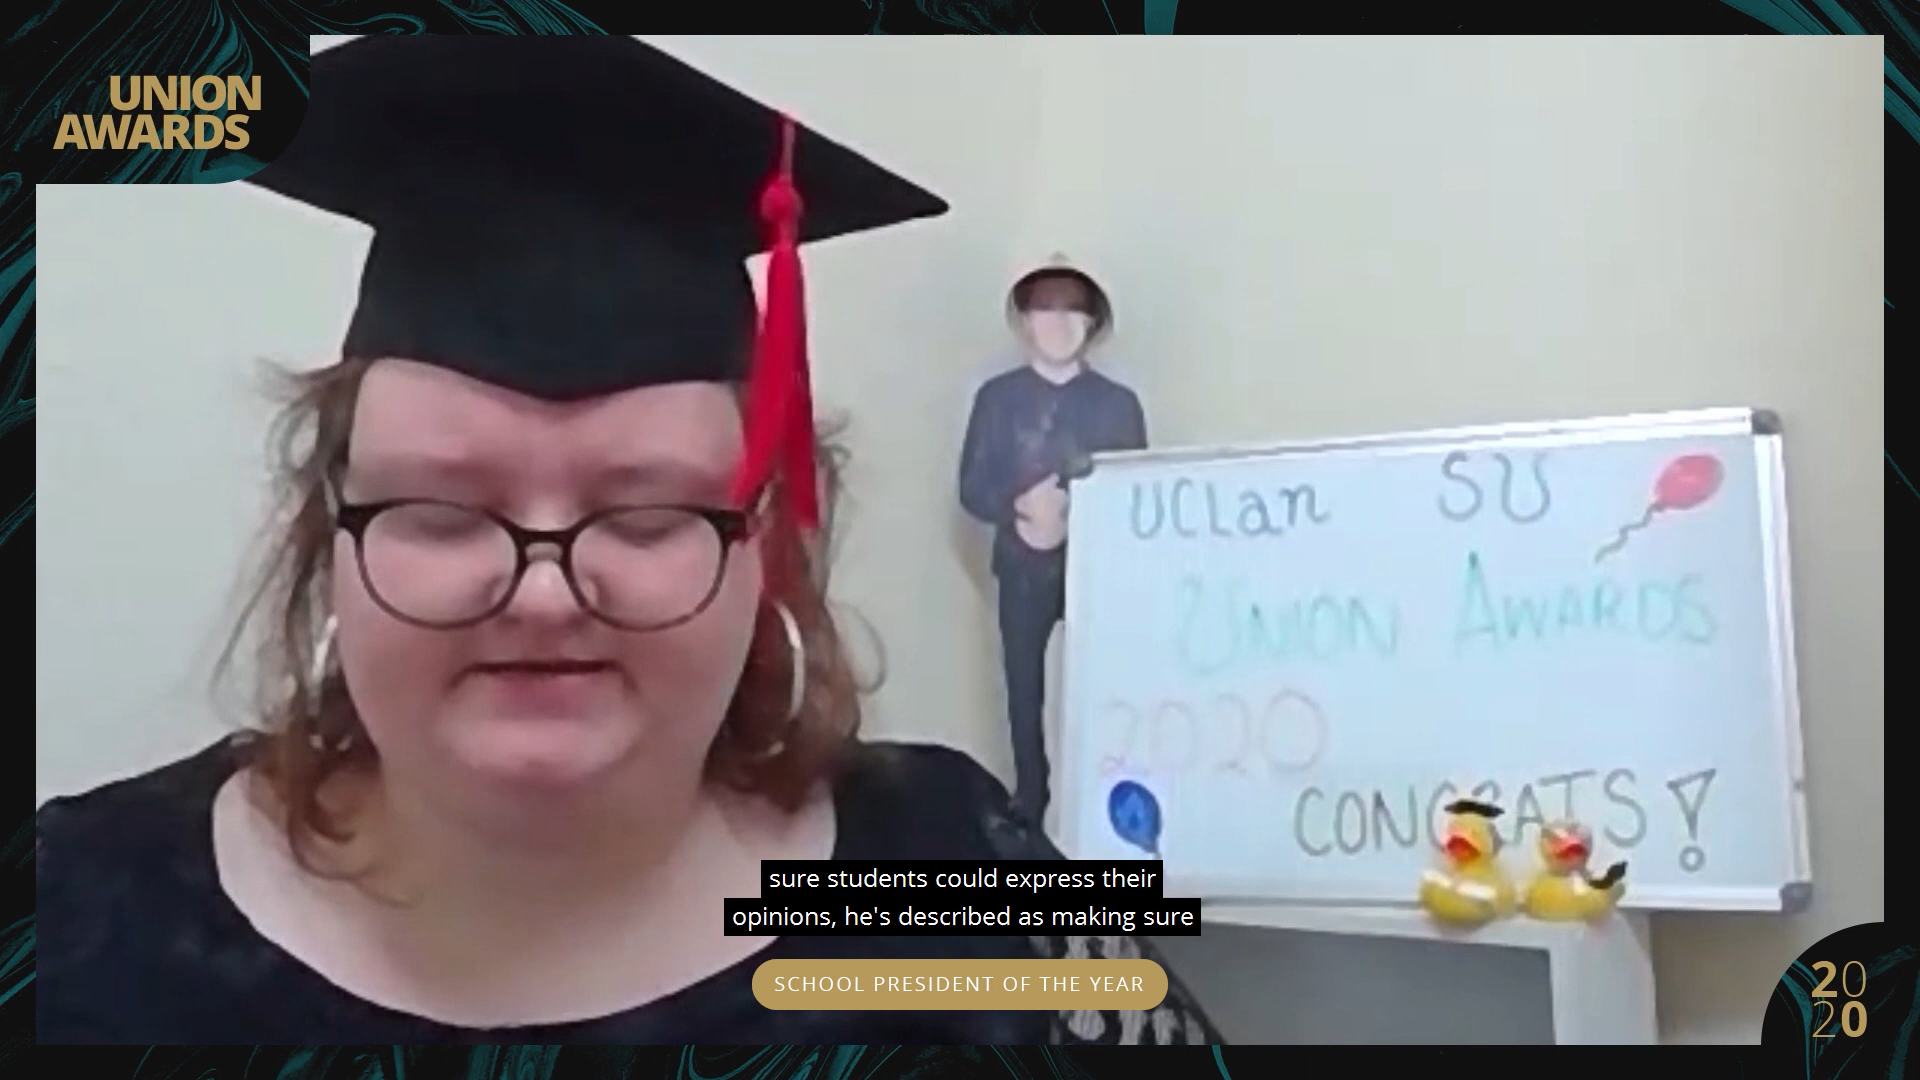 UNION
AWARDS
UCLan SU
UNION AWARDS
2020
CONGRATS!
sure students could express their
opinions, he's described as making sure
SCHOOL PRESIDENT OF THE YEAR
20
20